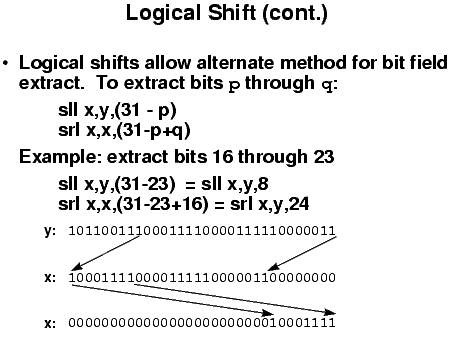 Logical Shift (cont.)
• Logical shifts allow alternate method for bit field
extract. To extract bits p through q:
sll x,y,(31 - p)
srl x,x,(31-p+q)
Example: extract bits 16 through 23
sll x,y,(31-23) = sll x,y,8
srl x,x,(31-23+16) = srl x,y,24
y: 10110011100011110000111110000011
x: 10001111000011111000001100000000
x: 00000000000000000000000010001111